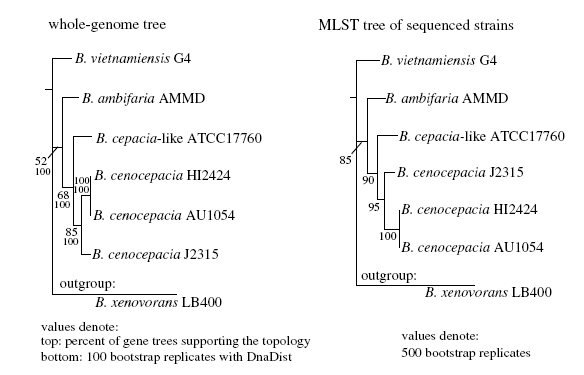 whole-genome tree
B. vietnamiensis G4
B. ambifaria AMMD
B. cepacia-like ATCC17760
52
100
B. cenocepacia HI2424
100
100
68
100
B. cenocepacia AU1054
85
100
B. cenocepacia J2315
outgroup:
B. xenovorans LB400
values denote:
top: percent of gene trees supporting the topology
bottom: 100 bootstrap replicates with DnaDist
MLST tree of sequenced strains
B. vietnamiensis G4
B. ambifaria AMMD
B. cepacia-like ATCC17760
85
B. cenocepacia J2315
90
95
B. cenocepacia HI2424
100
B. cenocepacia AU1054
outgroup:
B. xenovorans LB400
values denote:
500 bootstrap replicates